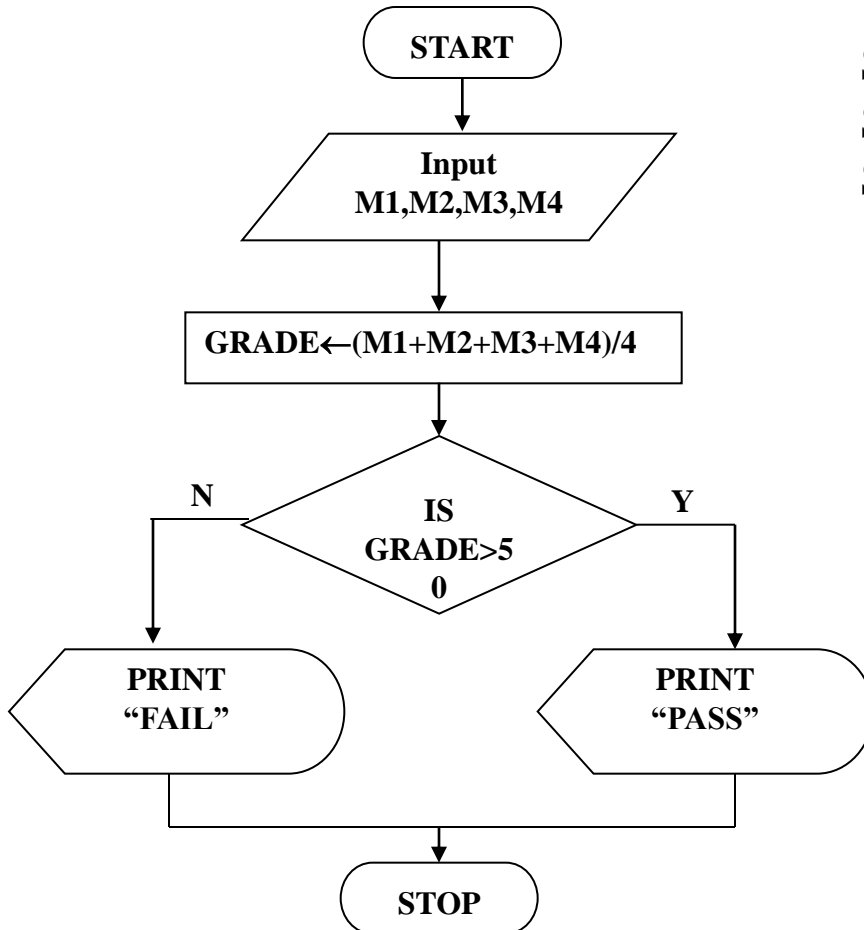 START
Input
M1,M2,M3,M4
GRADE←(M1+M2+M3+M4)/4
N
Y
IS
GRADE>5
0
PRINT
“FAIL”
PRINT
“PASS”
STOP